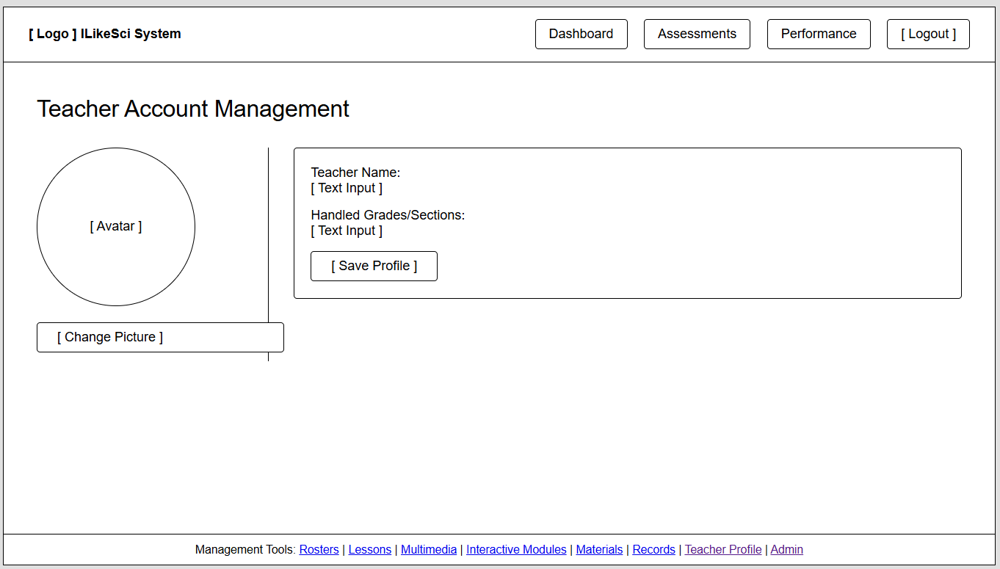 [ Logo ] ILikeSci System
Dashboard
Assessments
Performance
[ Logout ]
Teacher Account Management
[ Avatar ]
[ Change Picture ]
Teacher Name:
[ Text Input ]
Handled Grades/Sections:
[ Text Input ]
[ Save Profile ]
Management Tools: Rosters | Lessons | Multimedia | Interactive Modules | Materials | Records | Teacher Profile | Admin